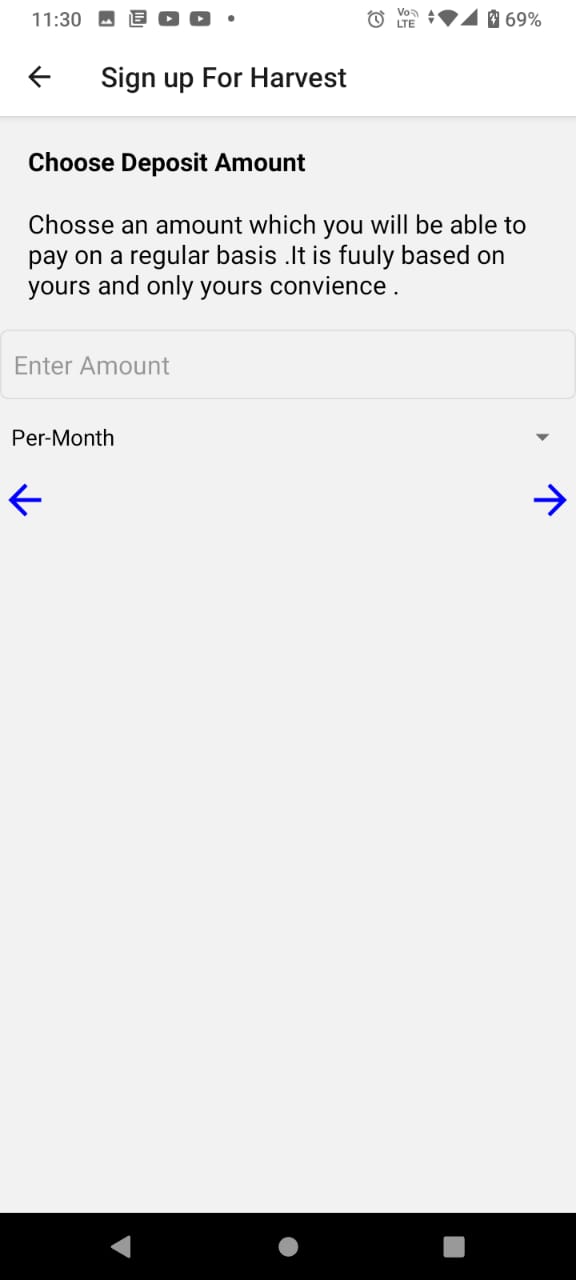 11:30
Vo LTE
69%
Sign up For Harvest
Choose Deposit Amount
Chosse an amount which you will be able to
pay on a regular basis .It is fuuly based on
yours and only yours convience .
Enter Amount
Per-Month